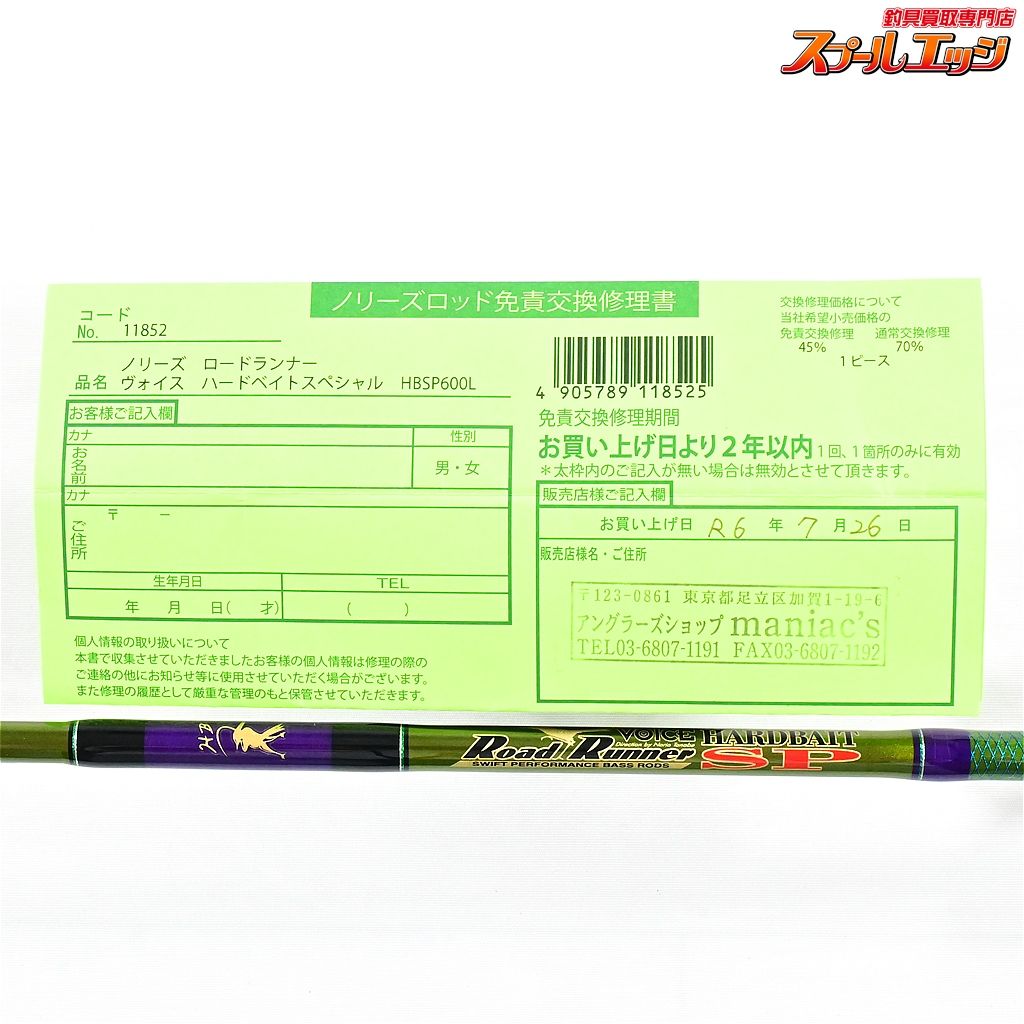 釣具買取専門店
スプールエッジ
ノリーズロッド免責交換修理書
コード
No. 11852
ノリーズ ロードランナー
品名 ヴォイス ハードベイトスペシャル HBSP600L
お客様ご記入欄
カナ 性別
お名前 男・女
カナ
ご住所 〒 －
生年月日 TEL
年 月 日( 才) ( )
個人情報の取り扱いについて
本書で収集させていただきましたお客様の個人情報は修理の際の
ご連絡の他にお知らせ等に使用させていただく場合がございます。
また修理の履歴として厳重な管理のもと保管させていただきます。
交換修理価格について
当社希望小売価格の
免責交換修理 通常交換修理
45% 70%
1ピース
4 905789 118525
免責交換修理期間
お買い上げ日より2年以内 1回、1箇所のみに有効
＊太枠内のご記入が無い場合は無効とさせて頂きます。
販売店様ご記入欄
お買い上げ日 R6 年 7 月 26 日
販売店様名・ご住所
〒123-0861 東京都足立区加賀1-19-6
アングラーズショップ maniac's
TEL03-6807-1191 FAX03-6807-1192
HB
VOICE HARDBAIT
Road Runner SP
Direction by Norio Tanabe
SWIFT PERFORMANCE BASS RODS